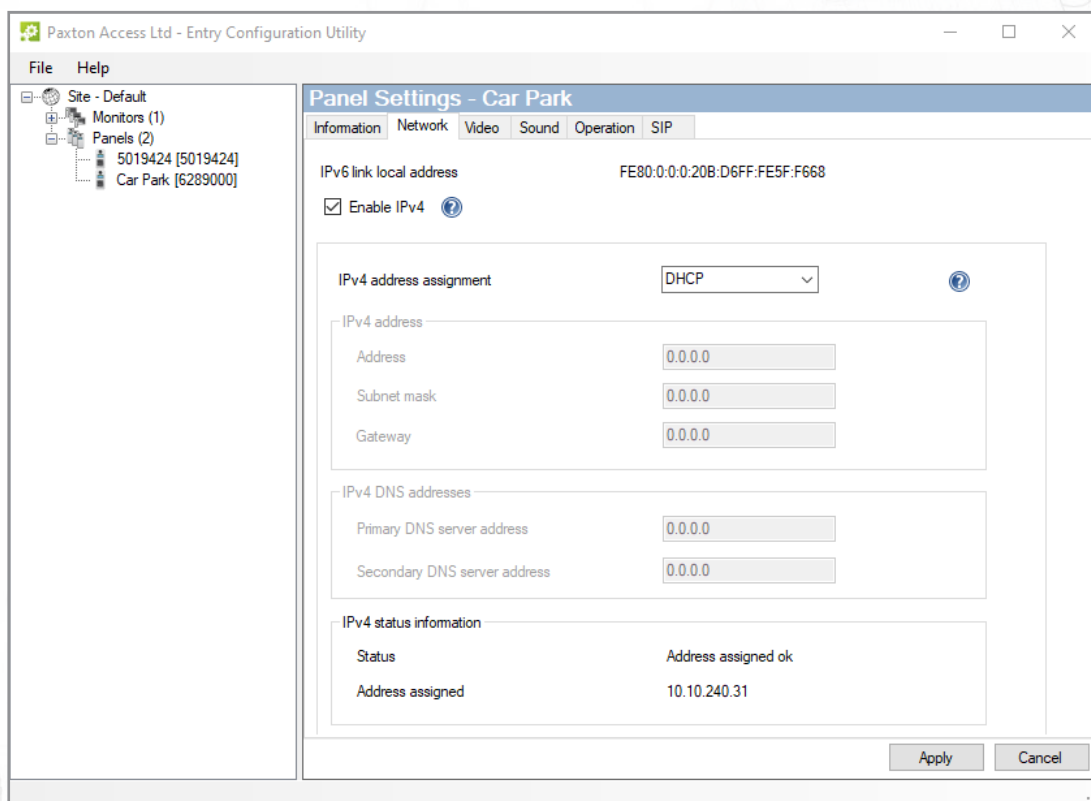 Paxton Access Ltd - Entry Configuration Utility
File Help
Site - Default
Monitors (1)
Panels (2)
5019424 [5019424]
Car Park [6289000]
Panel Settings - Car Park
Information Network Video Sound Operation SIP
IPv6 link local address FE80:0:0:0:20B:D6FF:FE5F:F668
Enable IPv4 ?
IPv4 address assignment DHCP ?
IPv4 address
Address 0.0.0.0
Subnet mask 0.0.0.0
Gateway 0.0.0.0
IPv4 DNS addresses
Primary DNS server address 0.0.0.0
Secondary DNS server address 0.0.0.0
IPv4 status information
Status Address assigned ok
Address assigned 10.10.240.31
Apply Cancel